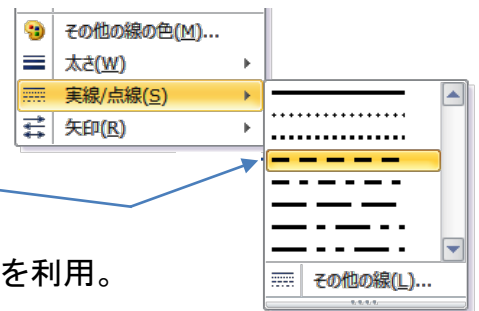 その他の線の色(M)...
太さ(W)
実線/点線(S)
矢印(R)
を利用。
その他の線(L)...